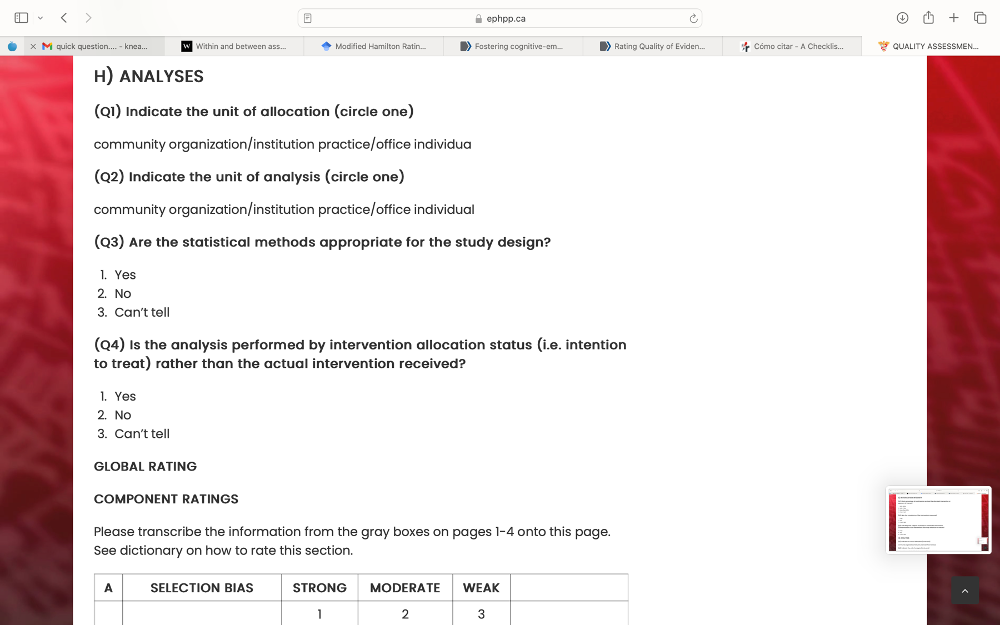 ephpp.ca
quick question.... - knea...
W Within and between ass...
Modified Hamilton Ratin...
Fostering cognitive-em...
Rating Quality of Eviden...
Cómo citar - A Checklis...
QUALITY ASSESSMEN...
H) ANALYSES
(Q1) Indicate the unit of allocation (circle one)
community organization/institution practice/office individua
(Q2) Indicate the unit of analysis (circle one)
community organization/institution practice/office individual
(Q3) Are the statistical methods appropriate for the study design?
1. Yes
2. No
3. Can't tell
(Q4) Is the analysis performed by intervention allocation status (i.e. intention
to treat) rather than the actual intervention received?
1. Yes
2. No
3. Can't tell
GLOBAL RATING
COMPONENT RATINGS
Please transcribe the information from the gray boxes on pages 1-4 onto this page.
See dictionary on how to rate this section.
A SELECTION BIAS STRONG MODERATE WEAK
1 2 3